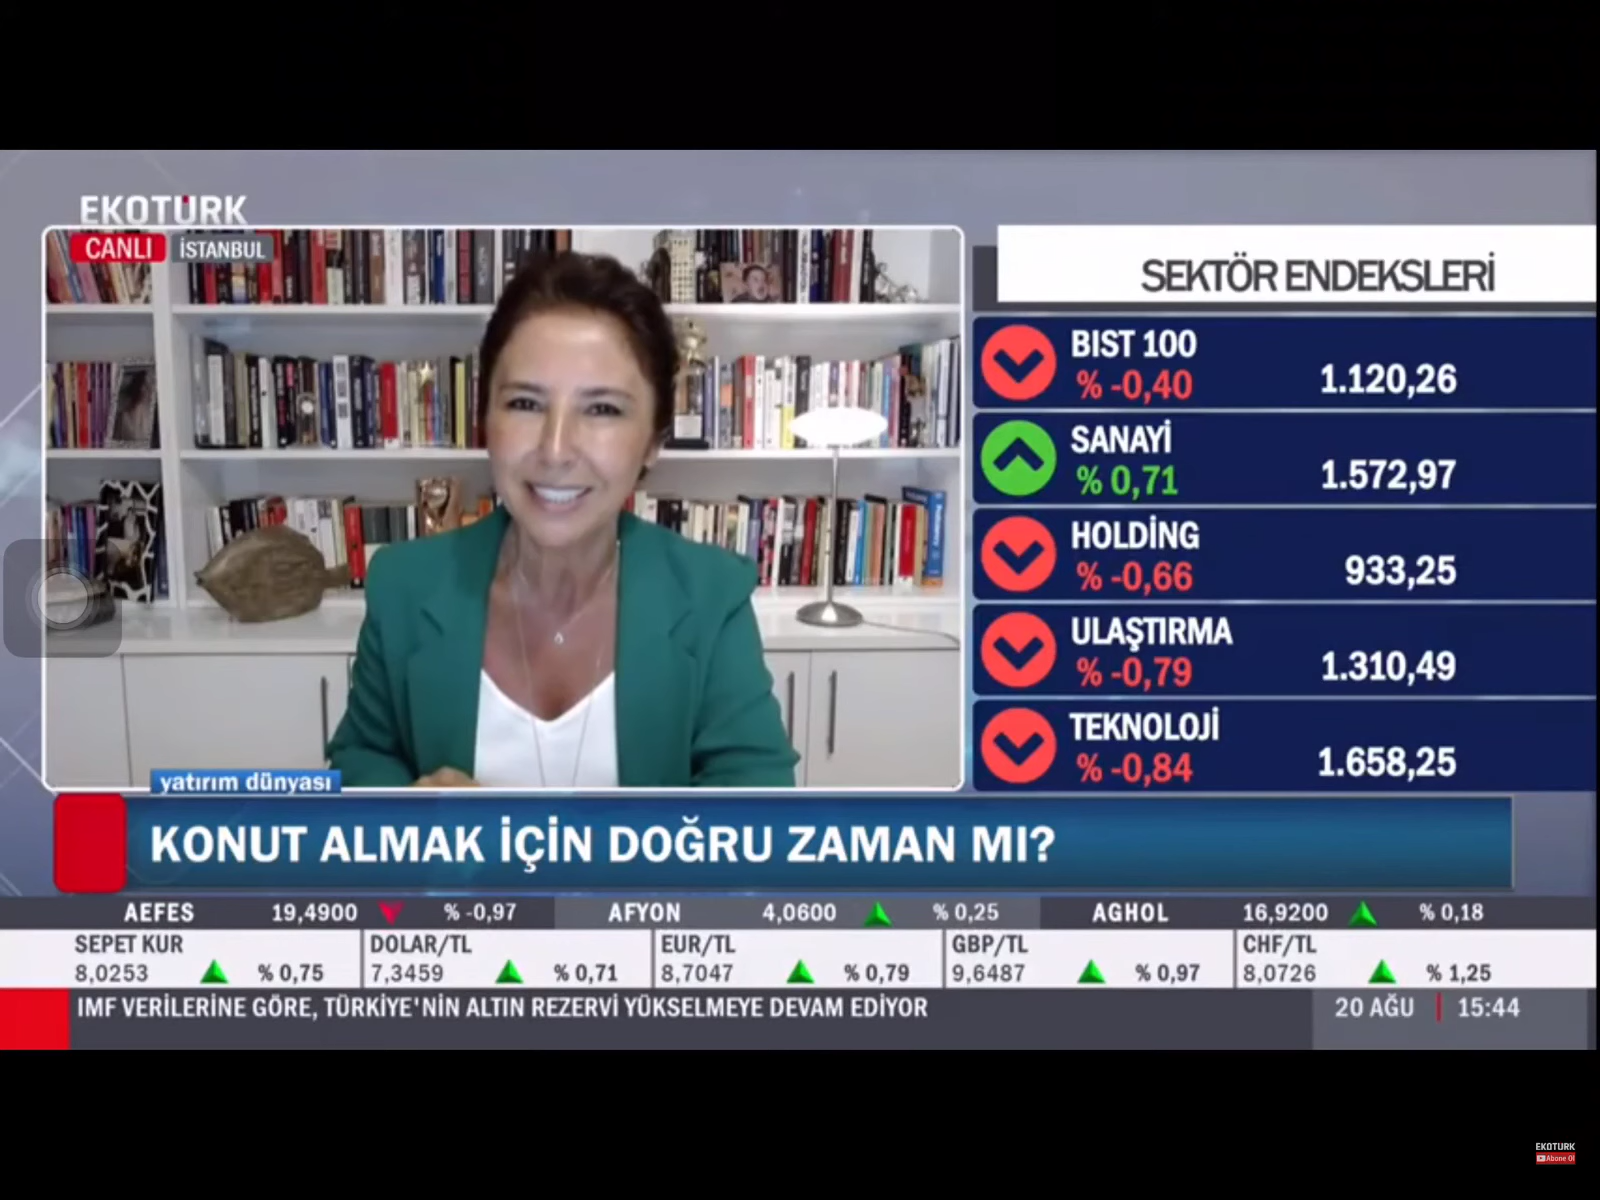 EKOTÜRK
CANLI İSTANBUL
SEKTÖR ENDEKSLERİ
BIST 100
% -0,40 1.120,26
SANAYİ
% 0,71 1.572,97
HOLDİNG
% -0,66 933,25
ULAŞTIRMA
% -0,79 1.310,49
TEKNOLOJİ
% -0,84 1.658,25
yatırım dünyası
KONUT ALMAK İÇİN DOĞRU ZAMAN MI?
AEFES 19,4900 % -0,97 AFYON 4,0600 % 0,25 AGHOL 16,9200 % 0,18
SEPET KUR DOLAR/TL EUR/TL GBP/TL CHF/TL
8,0253 % 0,75 7,3459 % 0,71 8,7047 % 0,79 9,6487 % 0,97 8,0726 % 1,25
IMF VERİLERİNE GÖRE, TÜRKİYE'NİN ALTIN REZERVİ YÜKSELMEYE DEVAM EDİYOR
20 AĞU 15:44
EKOTÜRK
Abone Ol